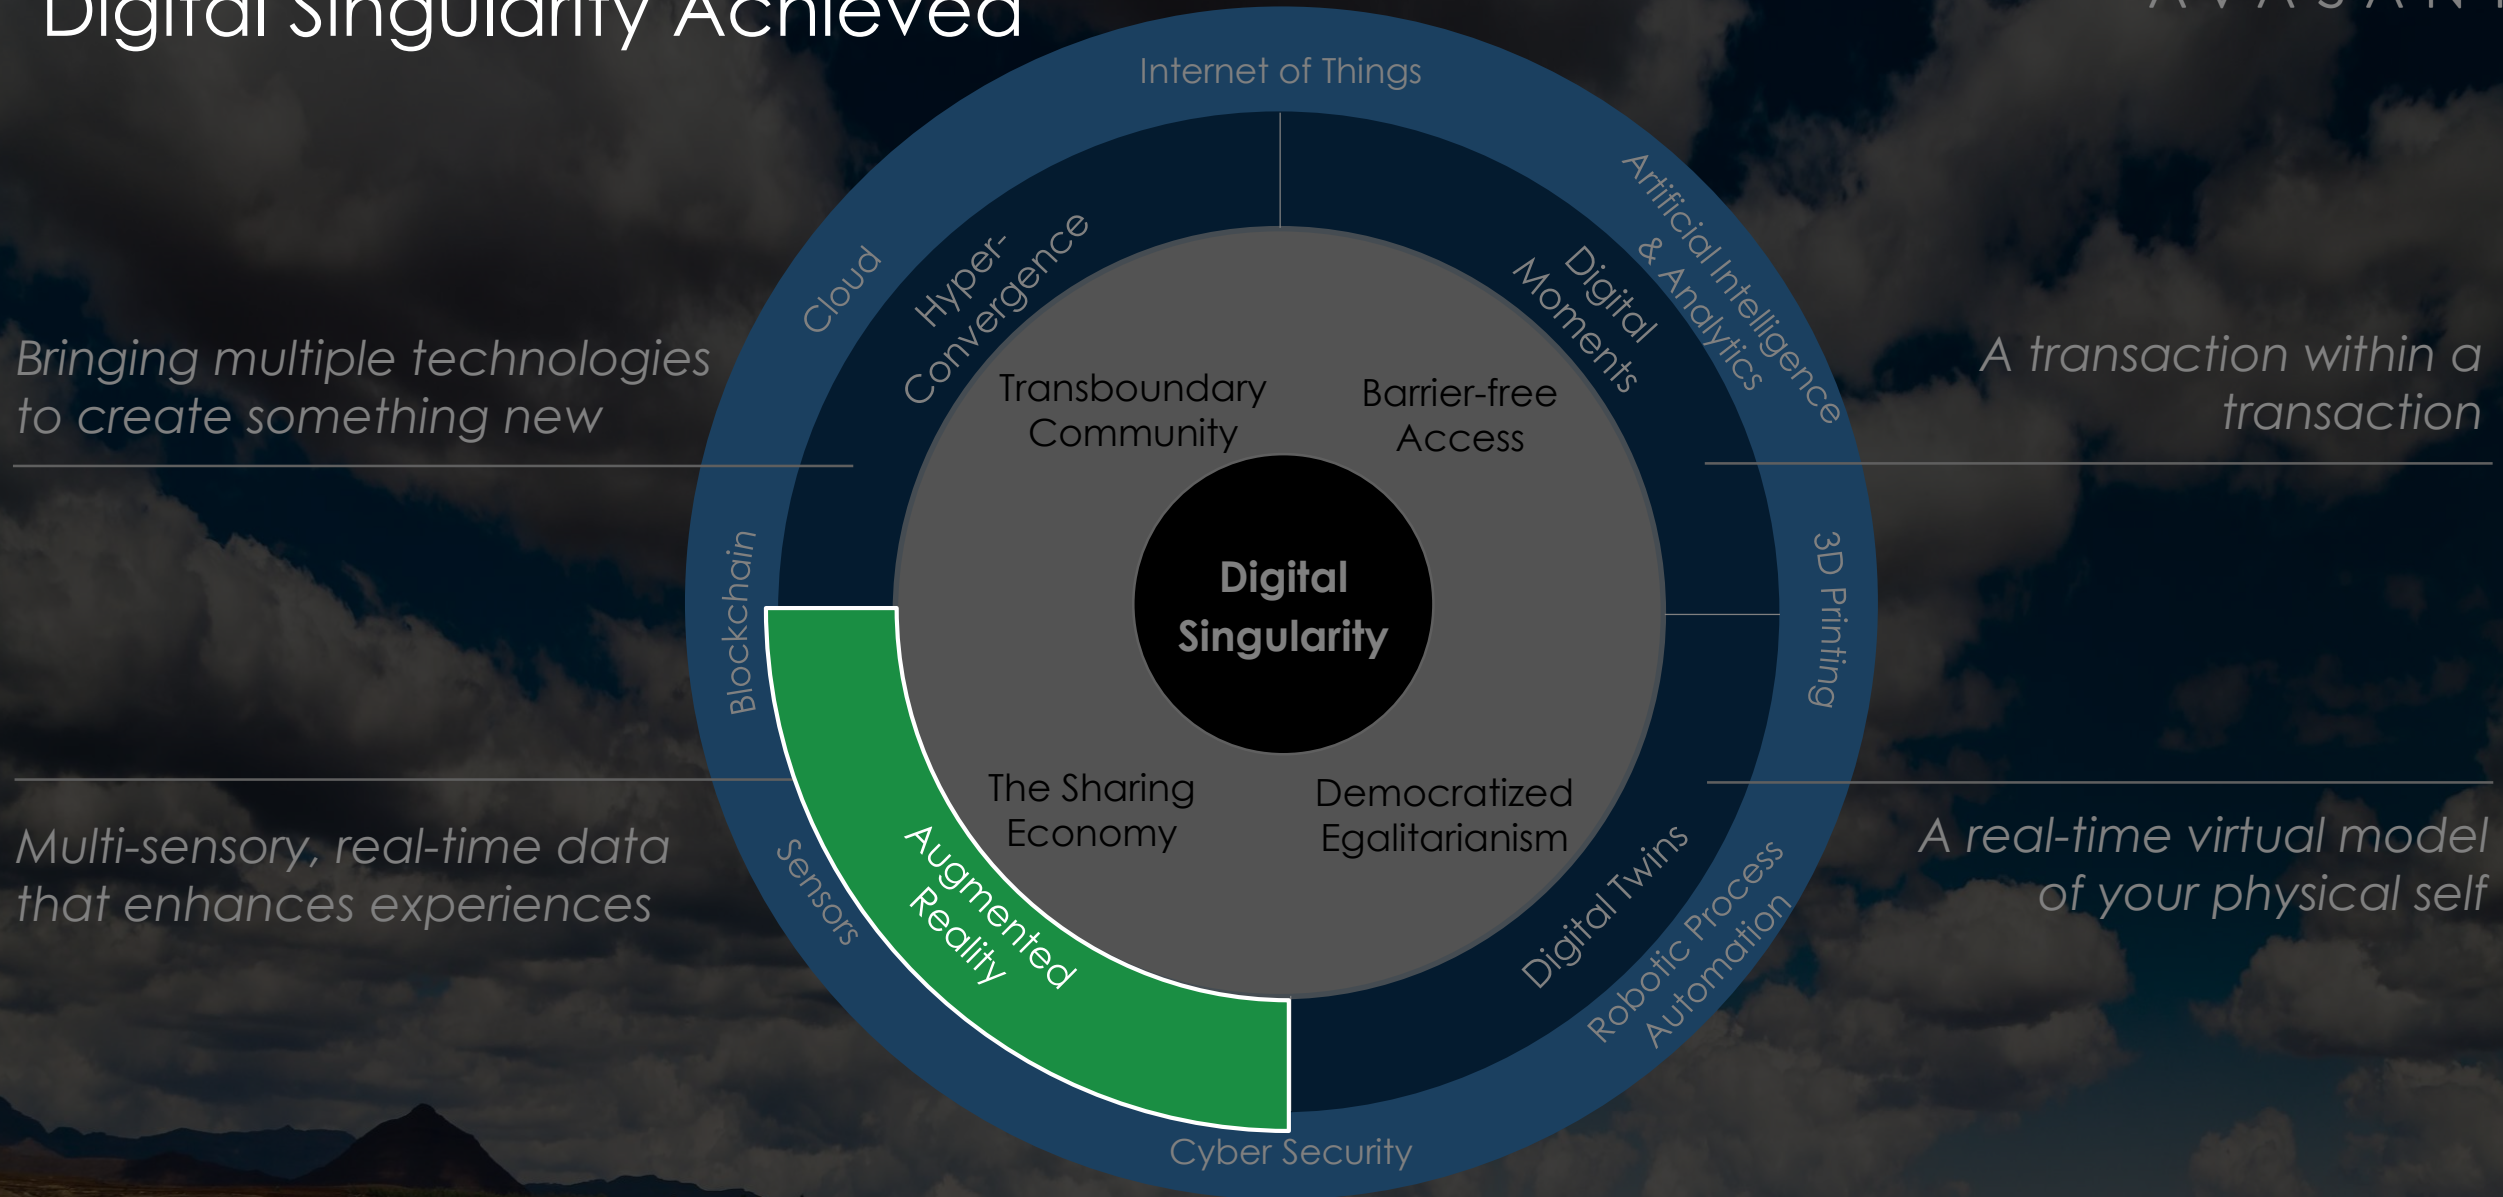 Digital Singularity Achieved
AVASANT
Internet of Things
Artificial Intelligence
& Analytics
3D Printing
Robotic Process
Automation
Cyber Security
Sensors
Blockchain
Cloud
Hyper-
Convergence
Digital
Moments
Digital Twins
Augmented
Reality
Transboundary
Community
Barrier-free
Access
The Sharing
Economy
Democratized
Egalitarianism
Digital
Singularity
Bringing multiple technologies
to create something new
A transaction within a
transaction
Multi-sensory, real-time data
that enhances experiences
A real-time virtual model
of your physical self